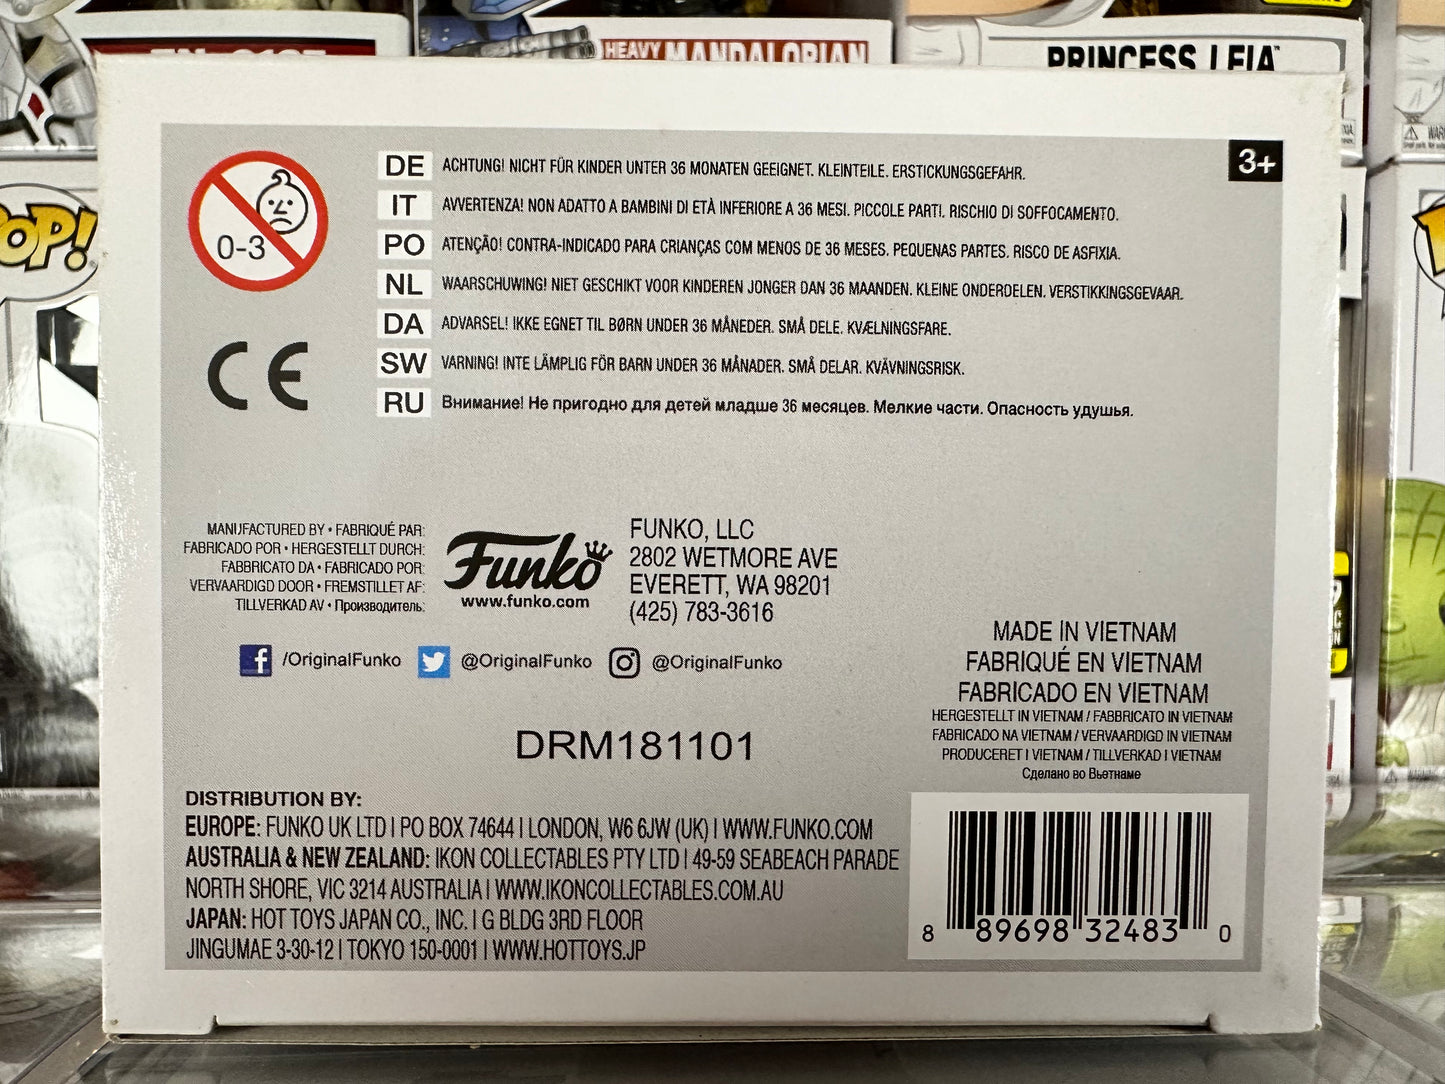 HEAVY MANDALORIAN
PRINCESS LEIA™
POP!
0-3
3+
DE ACHTUNG! NICHT FÜR KINDER UNTER 36 MONATEN GEEIGNET. KLEINTEILE. ERSTICKUNGSGEFAHR.
IT AVVERTENZA! NON ADATTO A BAMBINI DI ETÀ INFERIORE A 36 MESI. PICCOLE PARTI. RISCHIO DI SOFFOCAMENTO.
PO ATENÇÃO! CONTRA-INDICADO PARA CRIANÇAS COM MENOS DE 36 MESES. PEQUENAS PARTES. RISCO DE ASFIXIA.
NL WAARSCHUWING! NIET GESCHIKT VOOR KINDEREN JONGER DAN 36 MAANDEN. KLEINE ONDERDELEN. VERSTIKKINGSGEVAAR.
DA ADVARSEL! IKKE EGNET TIL BØRN UNDER 36 MÅNEDER. SMÅ DELE. KVÆLNINGSFARE.
SW VARNING! INTE LÄMPLIG FÖR BARN UNDER 36 MÅNADER. SMÅ DELAR. KVÄVNINGSRISK.
RU Внимание! Не пригодно для детей младше 36 месяцев. Мелкие части. Опасность удушья.
CE
MANUFACTURED BY • FABRIQUÉ PAR:
FABRICADO POR • HERGESTELLT DURCH:
FABBRICATO DA • FABRICADO POR:
VERVAARDIGD DOOR • FREMSTILLET AF:
TILLVERKAD AV • Производитель:
Funko
www.funko.com
FUNKO, LLC
2802 WETMORE AVE
EVERETT, WA 98201
(425) 783-3616
/OriginalFunko @OriginalFunko @OriginalFunko
MADE IN VIETNAM
FABRIQUÉ EN VIETNAM
FABRICADO EN VIETNAM
HERGESTELLT IN VIETNAM / FABBRICATO IN VIETNAM
FABRICADO NA VIETNAM / VERVAARDIGD IN VIETNAM
PRODUCERET I VIETNAM / TILLVERKAD I VIETNAM
Сделано во Вьетнаме
DRM181101
DISTRIBUTION BY:
EUROPE: FUNKO UK LTD | PO BOX 74644 | LONDON, W6 6JW (UK) | WWW.FUNKO.COM
AUSTRALIA & NEW ZEALAND: IKON COLLECTABLES PTY LTD | 49-59 SEABEACH PARADE
NORTH SHORE, VIC 3214 AUSTRALIA | WWW.IKONCOLLECTABLES.COM.AU
JAPAN: HOT TOYS JAPAN CO., INC. | G BLDG 3RD FLOOR
JINGUMAE 3-30-12 | TOKYO 150-0001 | WWW.HOTTOYS.JP
8 89698 32483 0